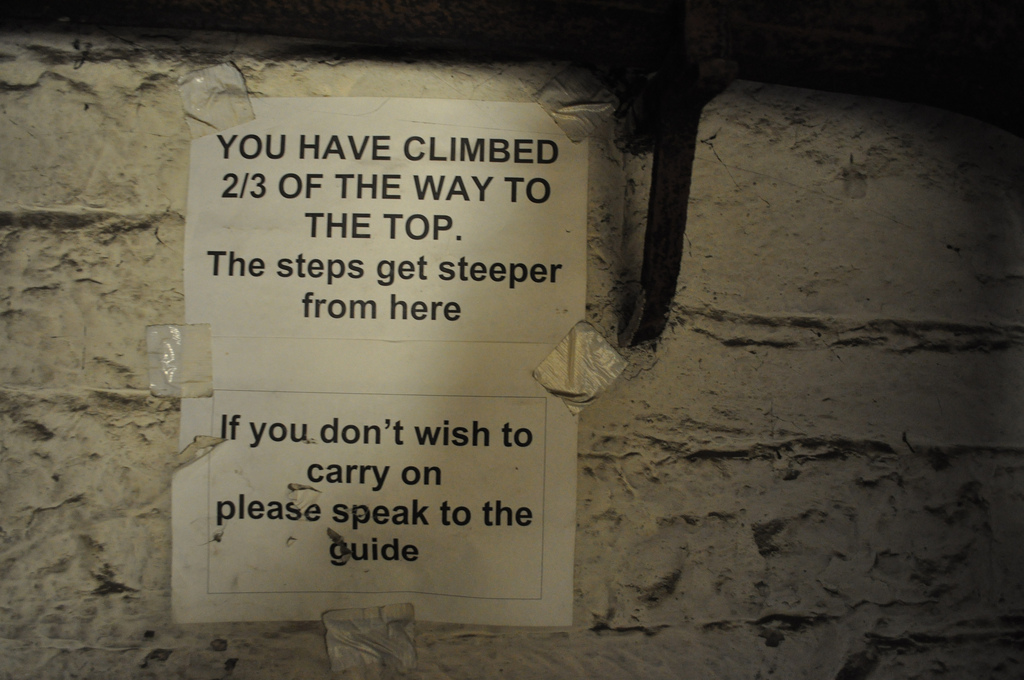 YOU HAVE CLIMBED
2/3 OF THE WAY TO
THE TOP.
The steps get steeper
from here
If you don't wish to
carry on
please speak to the
guide